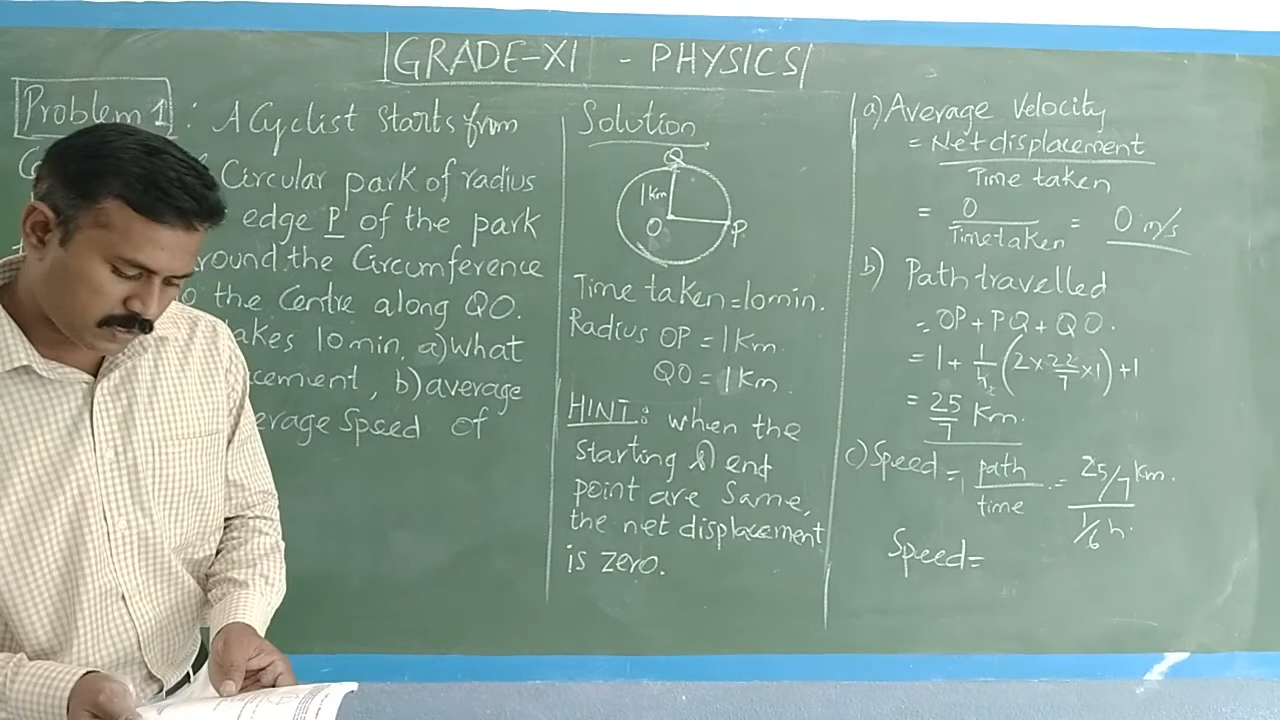 GRADE-XI - PHYSICS
Problem 1 : A Cyclist Starts from
Circular park of radius
edge P of the park
round the Circumference
the Centre along QO.
akes 10 min. a) what
cement, b) average
erage Speed of
Solution
Q
1 Km
O
P
Time taken = 10 min.
Radius OP = 1 Km
QO = 1 Km
HINT: when the
Starting & end
point are Same,
the net displacement
is zero.
a) Average Velocity
= Net displacement
Time taken
= 0 / Time taken = 0 m/s
b) Path travelled
= OP + PQ + QO.
= 1 + 1/4 (2 × 22/7 × 1) + 1
= 25/7 Km.
c) Speed = path / time = 25/7 Km. / 1/6 h.
Speed =